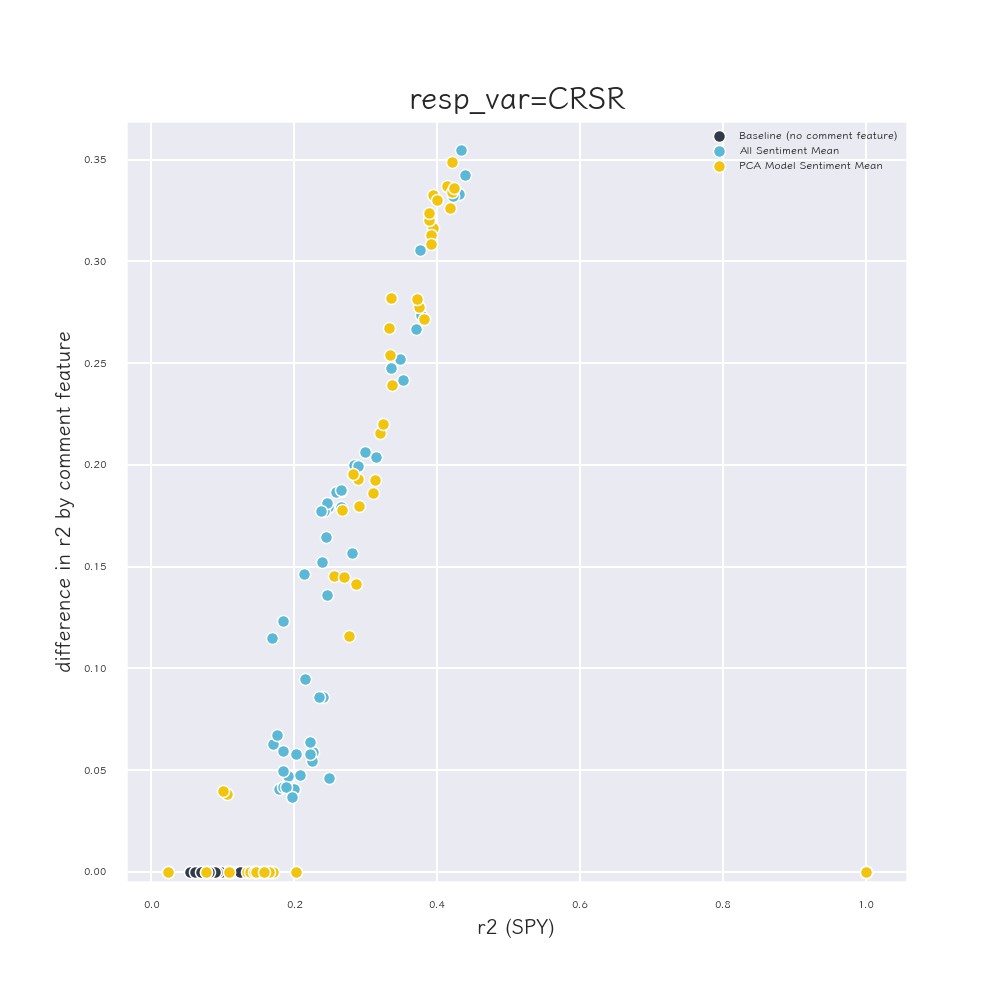 resp_var=CRSR
Baseline (no comment feature)
All Sentiment Mean
PCA Model Sentiment Mean
difference in r2 by comment feature
0.35
0.30
0.25
0.20
0.15
0.10
0.05
0.00
0.0 0.2 0.4 0.6 0.8 1.0
r2 (SPY)